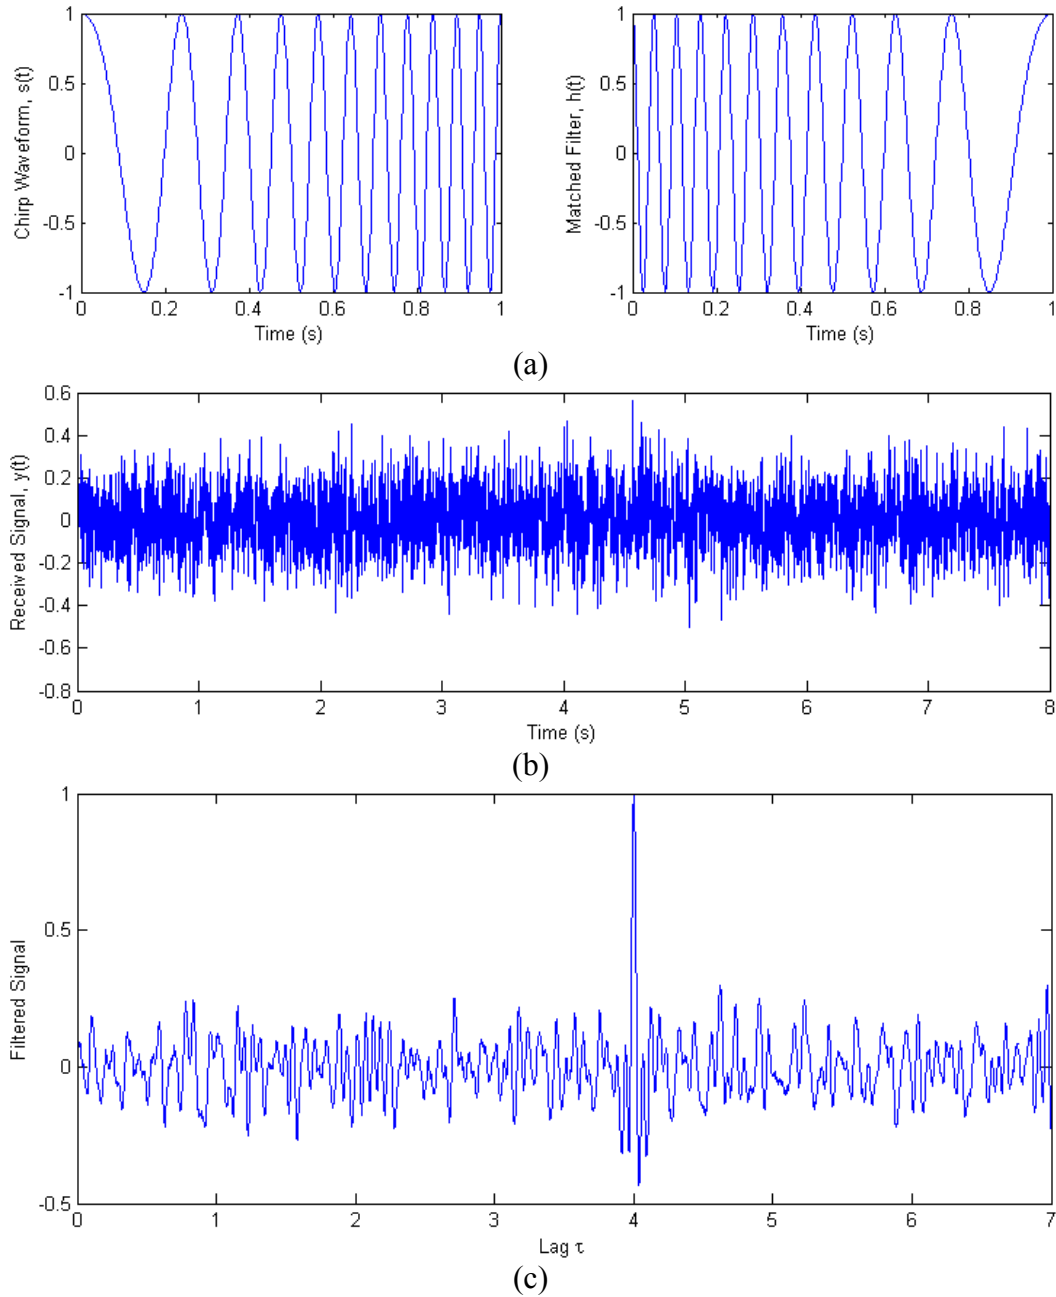 Chirp Waveform, s(t)
1
0.5
0
-0.5
-1
0 0.2 0.4 0.6 0.8 1
Time (s)
Matched Filter, h(t)
1
0.5
0
-0.5
-1
0 0.2 0.4 0.6 0.8 1
Time (s)
(a)
Received Signal, y(t)
0.6
0.4
0.2
0
-0.2
-0.4
-0.6
-0.8
0 1 2 3 4 5 6 7 8
Time (s)
(b)
Filtered Signal
1
0.5
0
-0.5
0 1 2 3 4 5 6 7
Lag τ
(c)